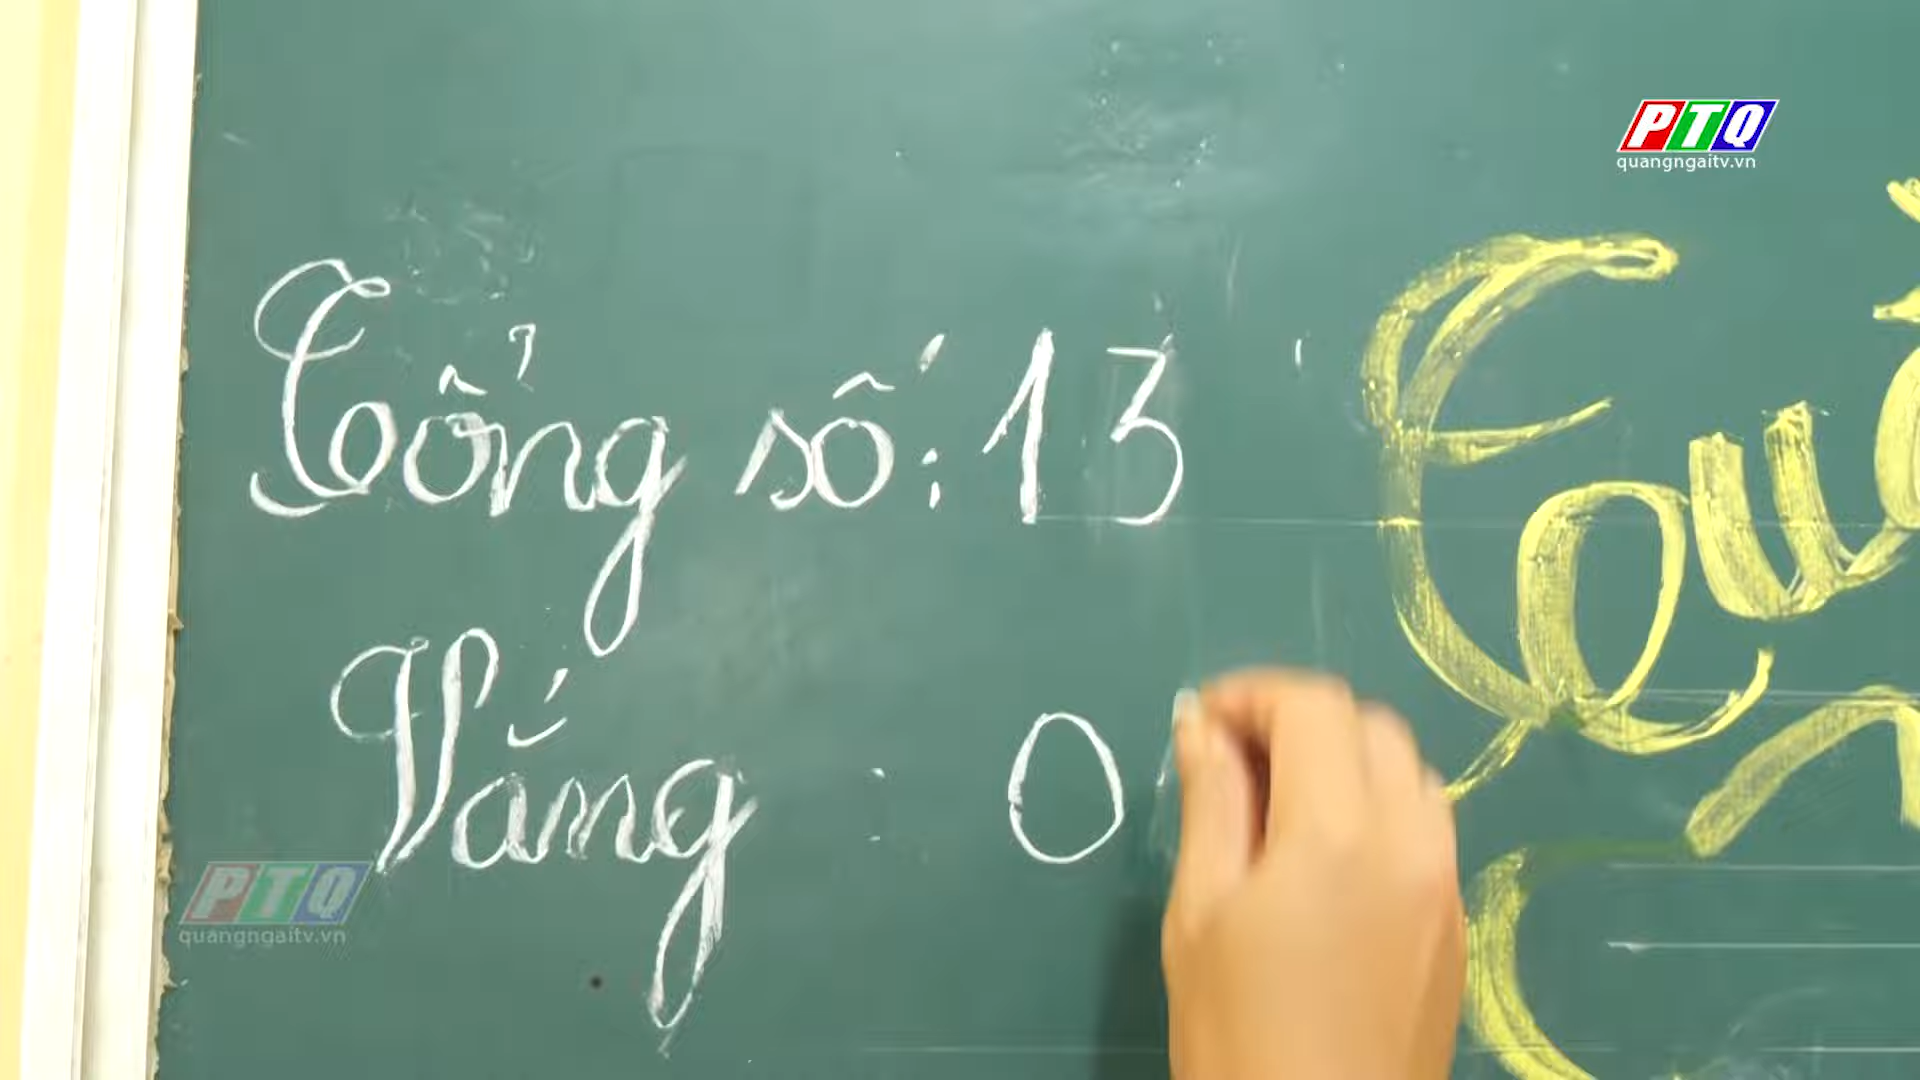 PTQ
quangngaitv.vn
Tổng số: 13
Vắng : 0
PTQ
quangngaitv.vn